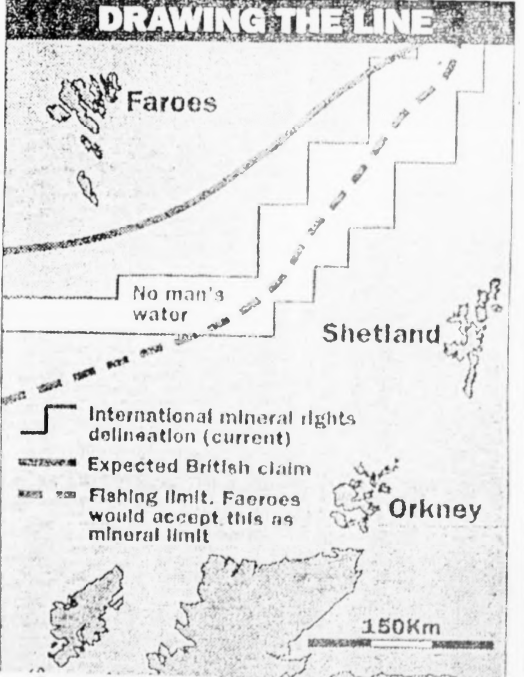 DRAWING THE LINE
Faroes
No man's
water
Shetland
International mineral rights
delineation (current)
Expected British claim
Fishing limit. Faeroes
would accept this as
mineral limit
Orkney
150Km